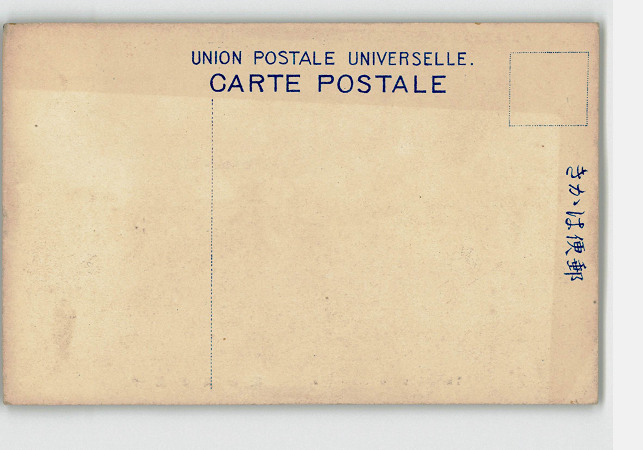 UNION POSTALE UNIVERSELLE.
CARTE POSTALE
郵便はかき